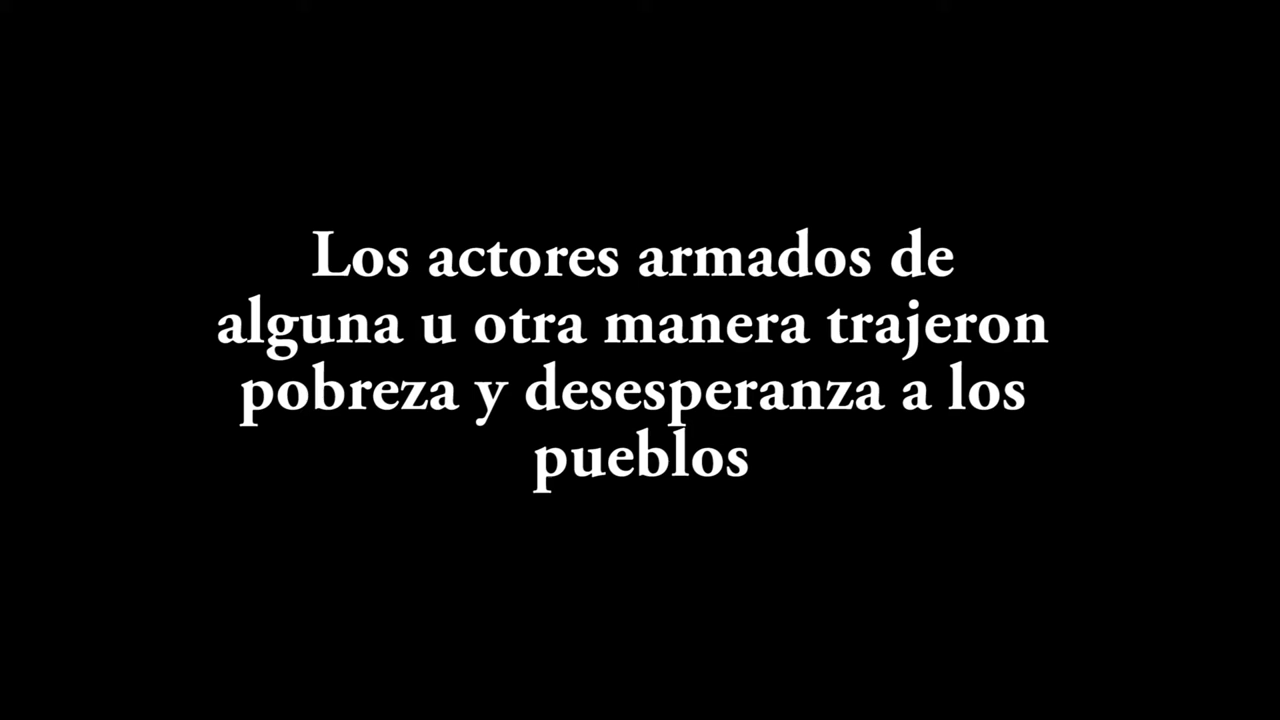 Los actores armados de
alguna u otra manera trajeron
pobreza y desesperanza a los
pueblos